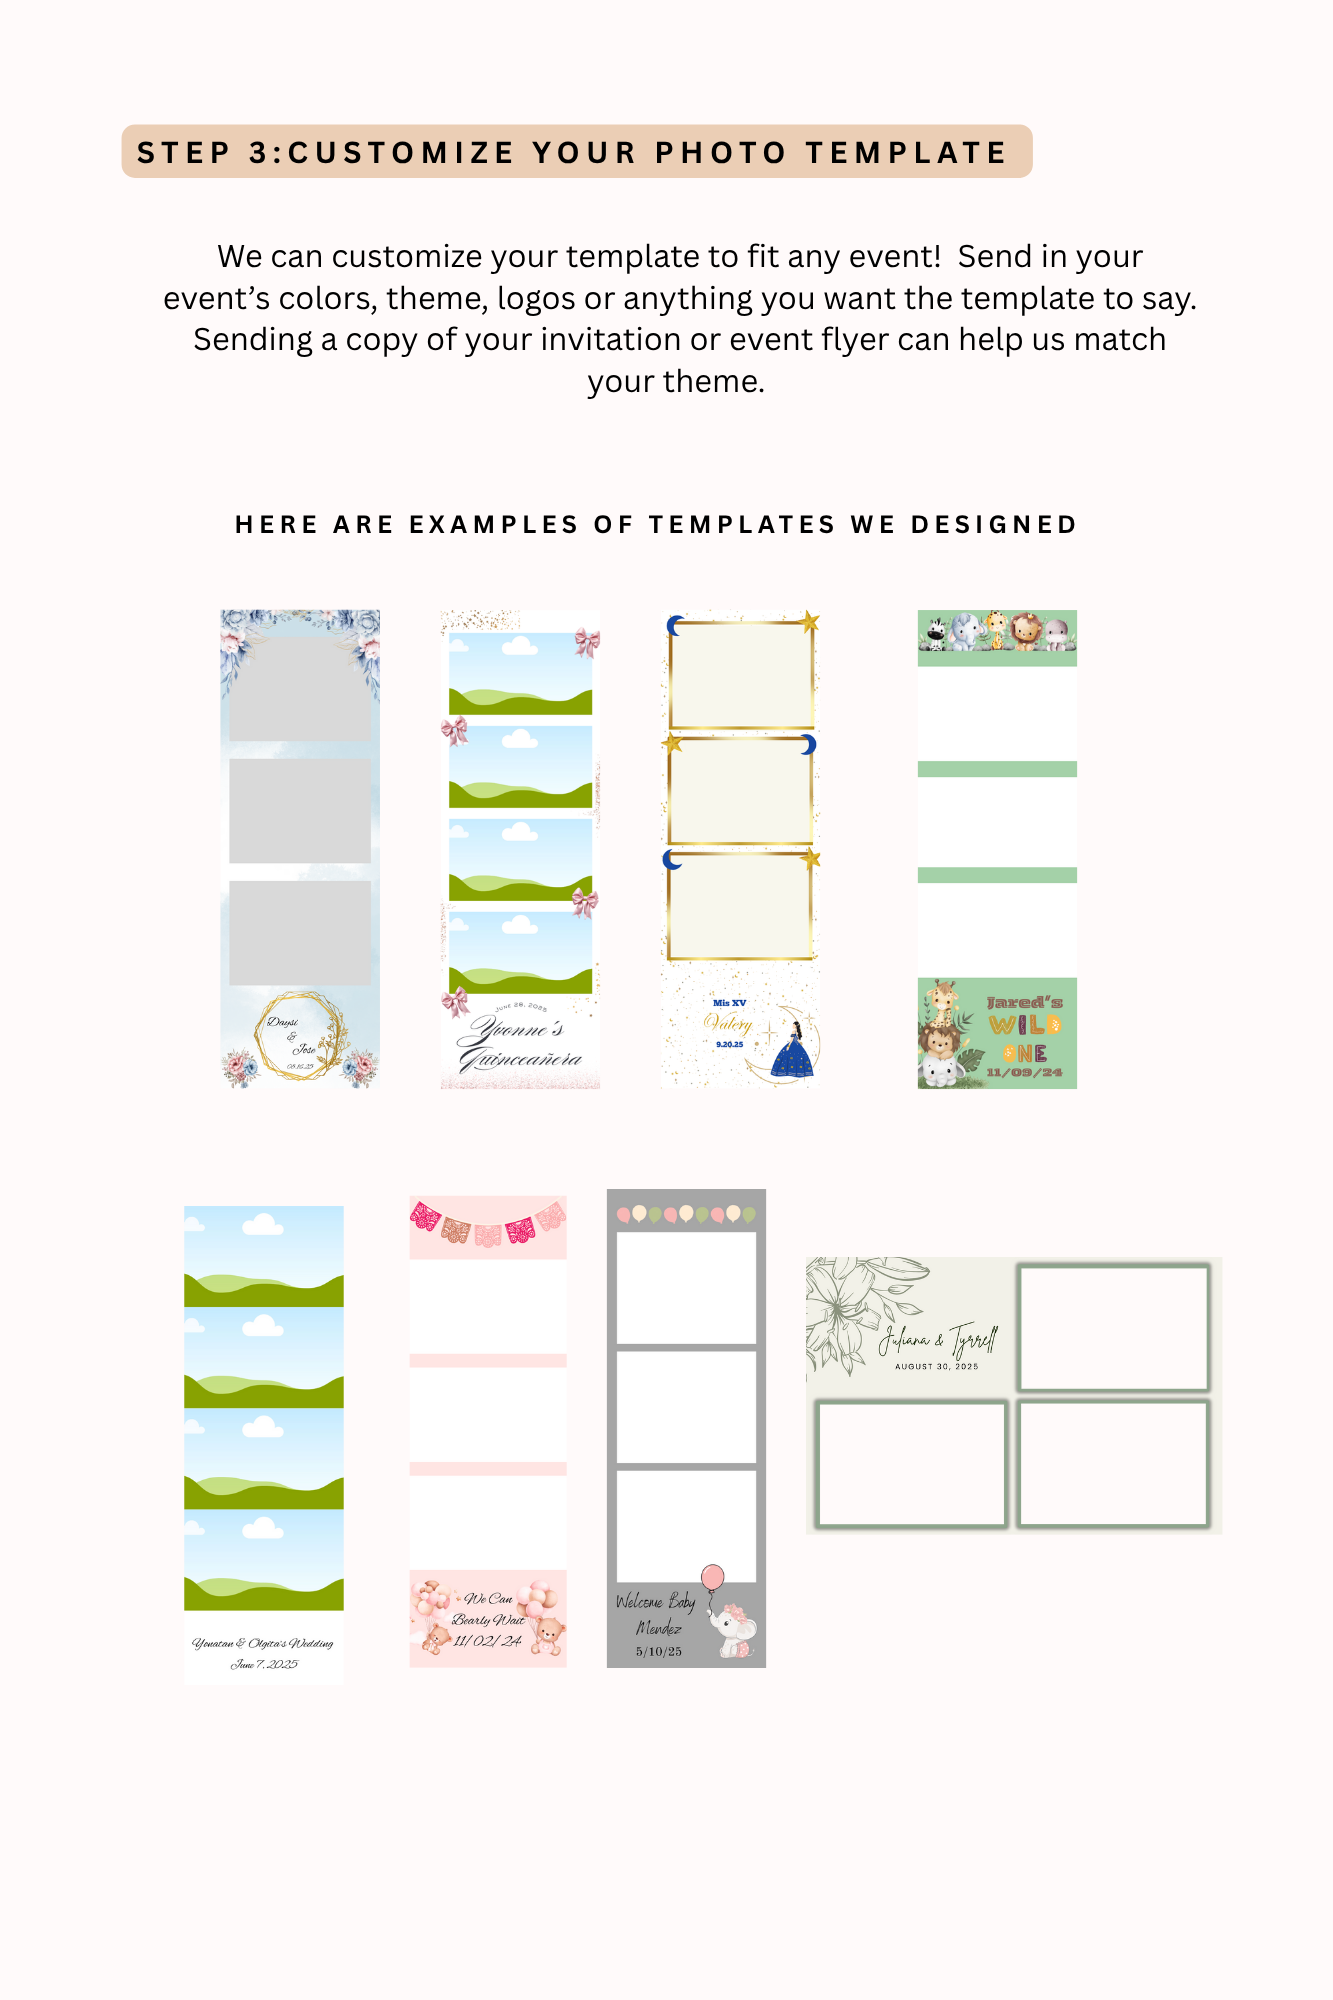 STEP 3:CUSTOMIZE YOUR PHOTO TEMPLATE
We can customize your template to fit any event! Send in your
event's colors, theme, logos or anything you want the template to say.
Sending a copy of your invitation or event flyer can help us match
your theme.
HERE ARE EXAMPLES OF TEMPLATES WE DESIGNED
Daysi
&
Jose
08.16.25
JUNE 28, 2025
Yvonne's
Quinceañera
Mis XV
Valery
9.20.25
Jared's
WILD
ONE
11/09/24
Yonatan & Olgita's Wedding
June 7, 2025
We Can
Bearly Wait
11/02/24
Welcome Baby
Mendez
5/10/25
Juliana & Tyrrell
AUGUST 30, 2025